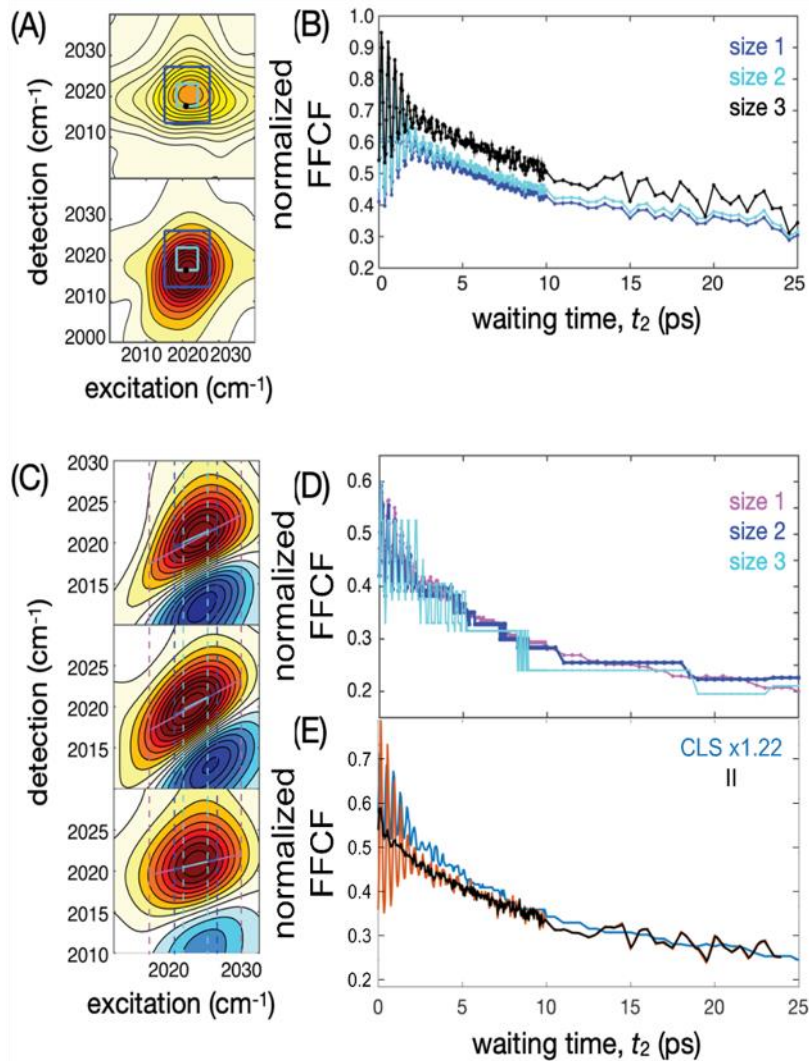 (A)
2030
2020
2010
2030
2020
2010
2000
2010 2020 2030
detection (cm⁻¹)
excitation (cm⁻¹)
(B)
size 1
size 2
size 3
1.0
0.9
0.8
0.7
0.6
0.5
0.4
0.3
0.2
normalized
FFCF
0 5 10 15 20 25
waiting time, t₂ (ps)
(C)
2030
2025
2020
2015
2025
2020
2015
2025
2020
2015
2010
2020 2030
detection (cm⁻¹)
excitation (cm⁻¹)
(D)
size 1
size 2
size 3
0.6
0.5
0.4
0.3
0.2
normalized
FFCF
(E)
CLS x1.22
II
0.7
0.6
0.5
0.4
0.3
0.2
normalized
FFCF
0 5 10 15 20 25
waiting time, t₂ (ps)